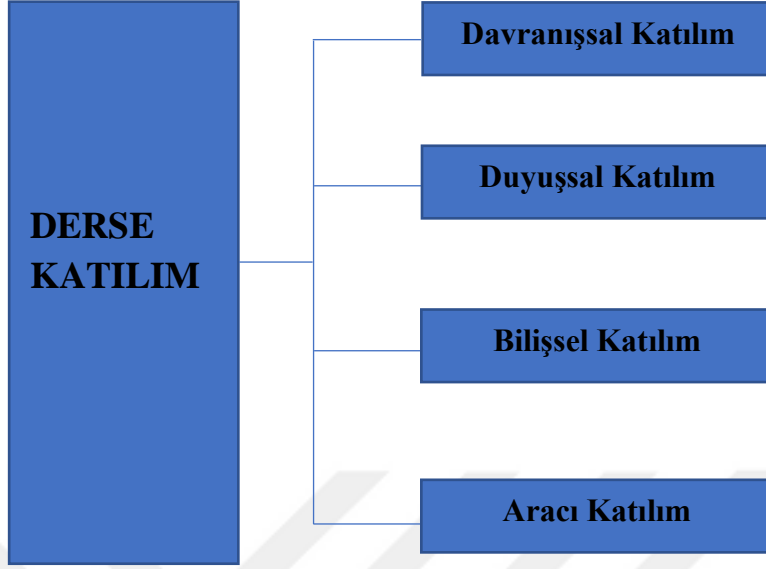 DERSE
KATILIM
Davranışsal Katılım
Duyuşsal Katılım
Bilişsel Katılım
Aracı Katılım